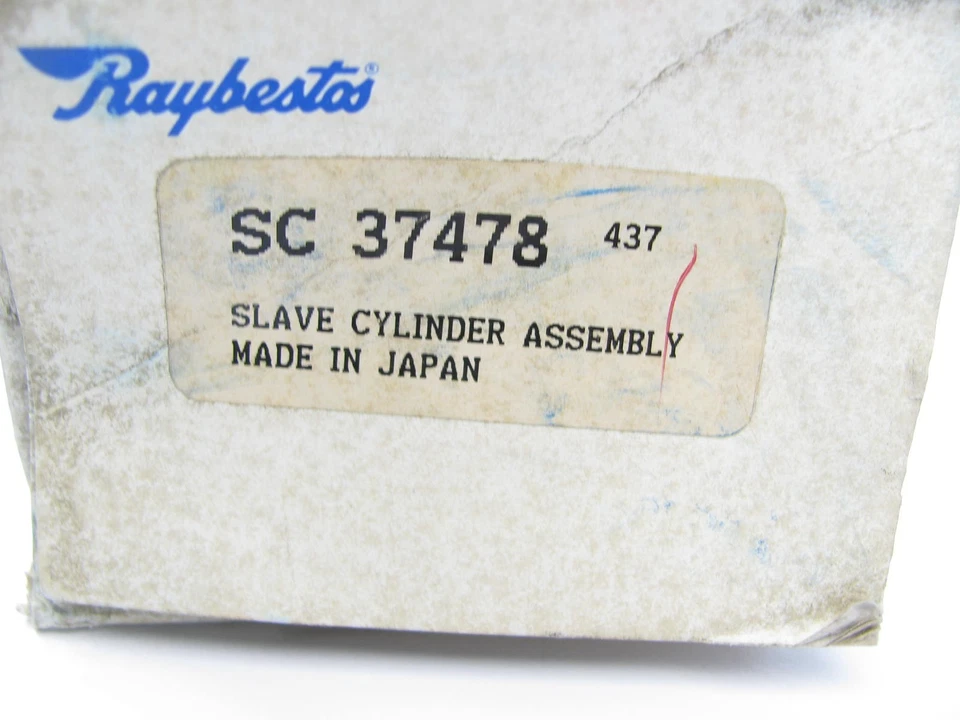 Raybestos®
SC 37478 437
SLAVE CYLINDER ASSEMBLY
MADE IN JAPAN